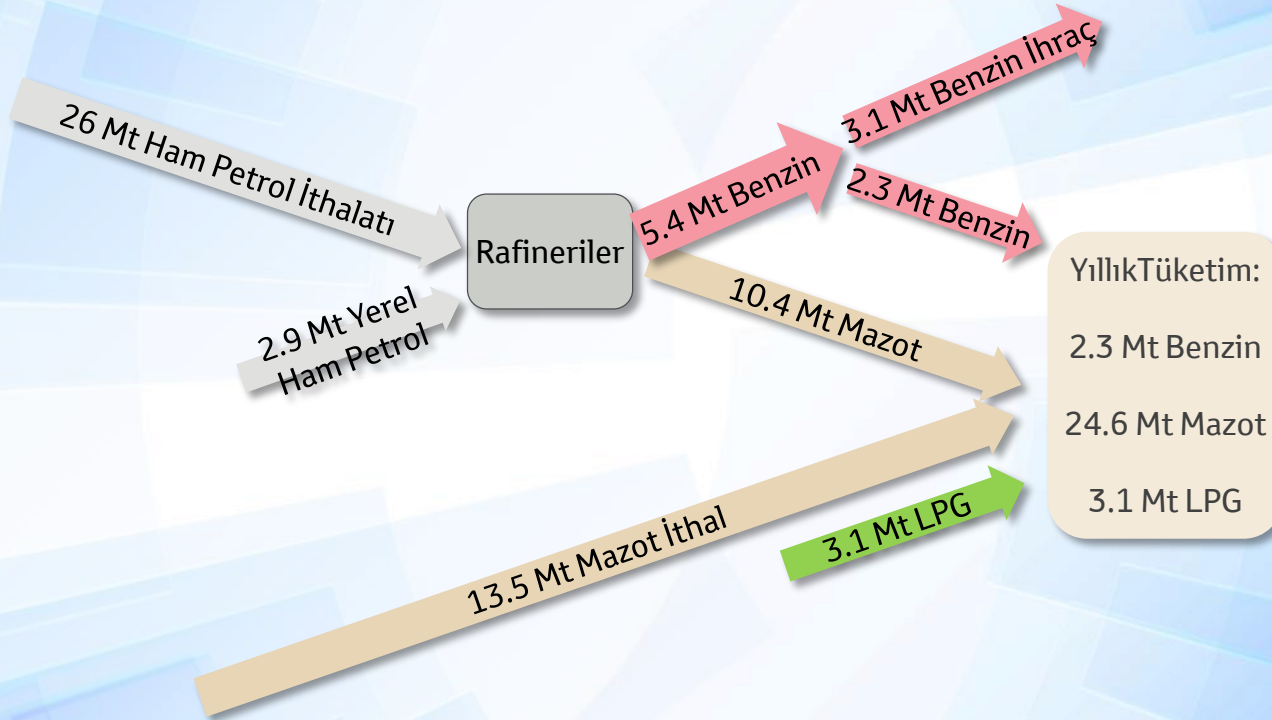 26 Mt Ham Petrol İthalatı
2.9 Mt Yerel
Ham Petrol
Rafineriler
5.4 Mt Benzin
3.1 Mt Benzin İhraç
2.3 Mt Benzin
10.4 Mt Mazot
13.5 Mt Mazot İthal
3.1 Mt LPG
YıllıkTüketim:
2.3 Mt Benzin
24.6 Mt Mazot
3.1 Mt LPG